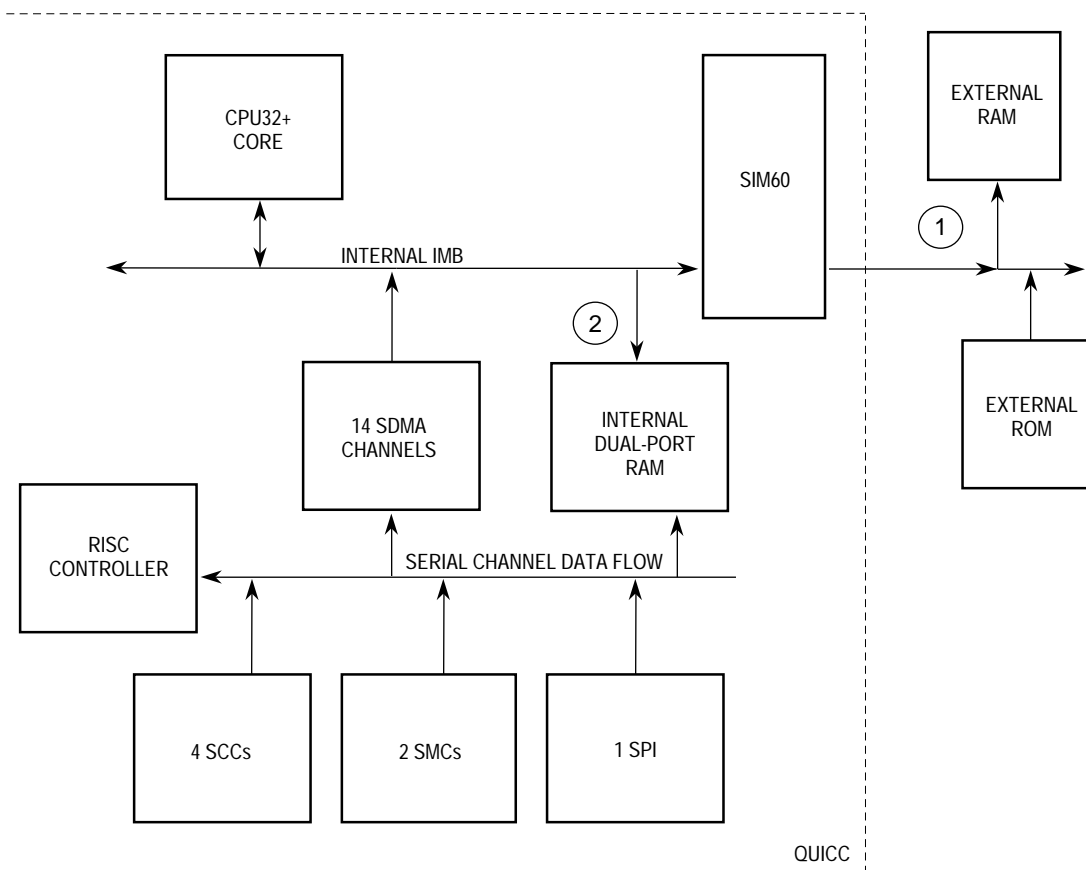 CPU32+
CORE
SIM60
EXTERNAL
RAM
1
INTERNAL IMB
2
14 SDMA
CHANNELS
INTERNAL
DUAL-PORT
RAM
EXTERNAL
ROM
RISC
CONTROLLER
SERIAL CHANNEL DATA FLOW
4 SCCs
2 SMCs
1 SPI
QUICC